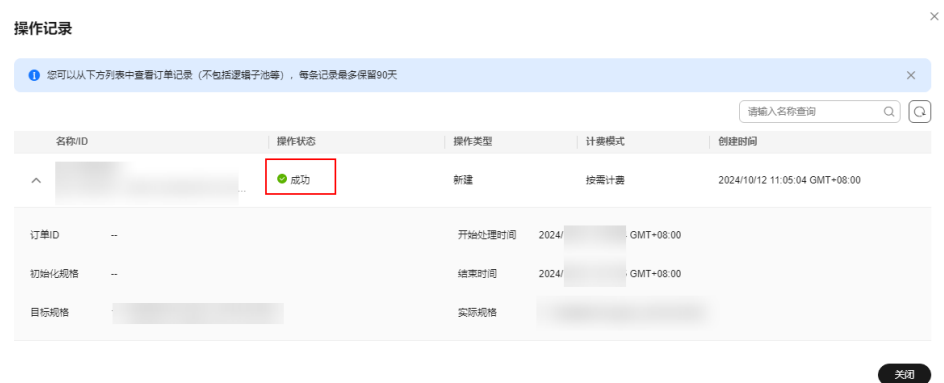 操作记录
您可以从下方列表中查看订单记录（不包括逻辑子池等），每条记录最多保留90天
请输入名称查询
名称/ID 操作状态 操作类型 计费模式 创建时间
... 成功 新建 按需计费 2024/10/12 11:05:04 GMT+08:00
订单ID -- 开始处理时间 2024/ GMT+08:00
初始化规格 -- 结束时间 2024/ GMT+08:00
目标规格 实际规格
关闭